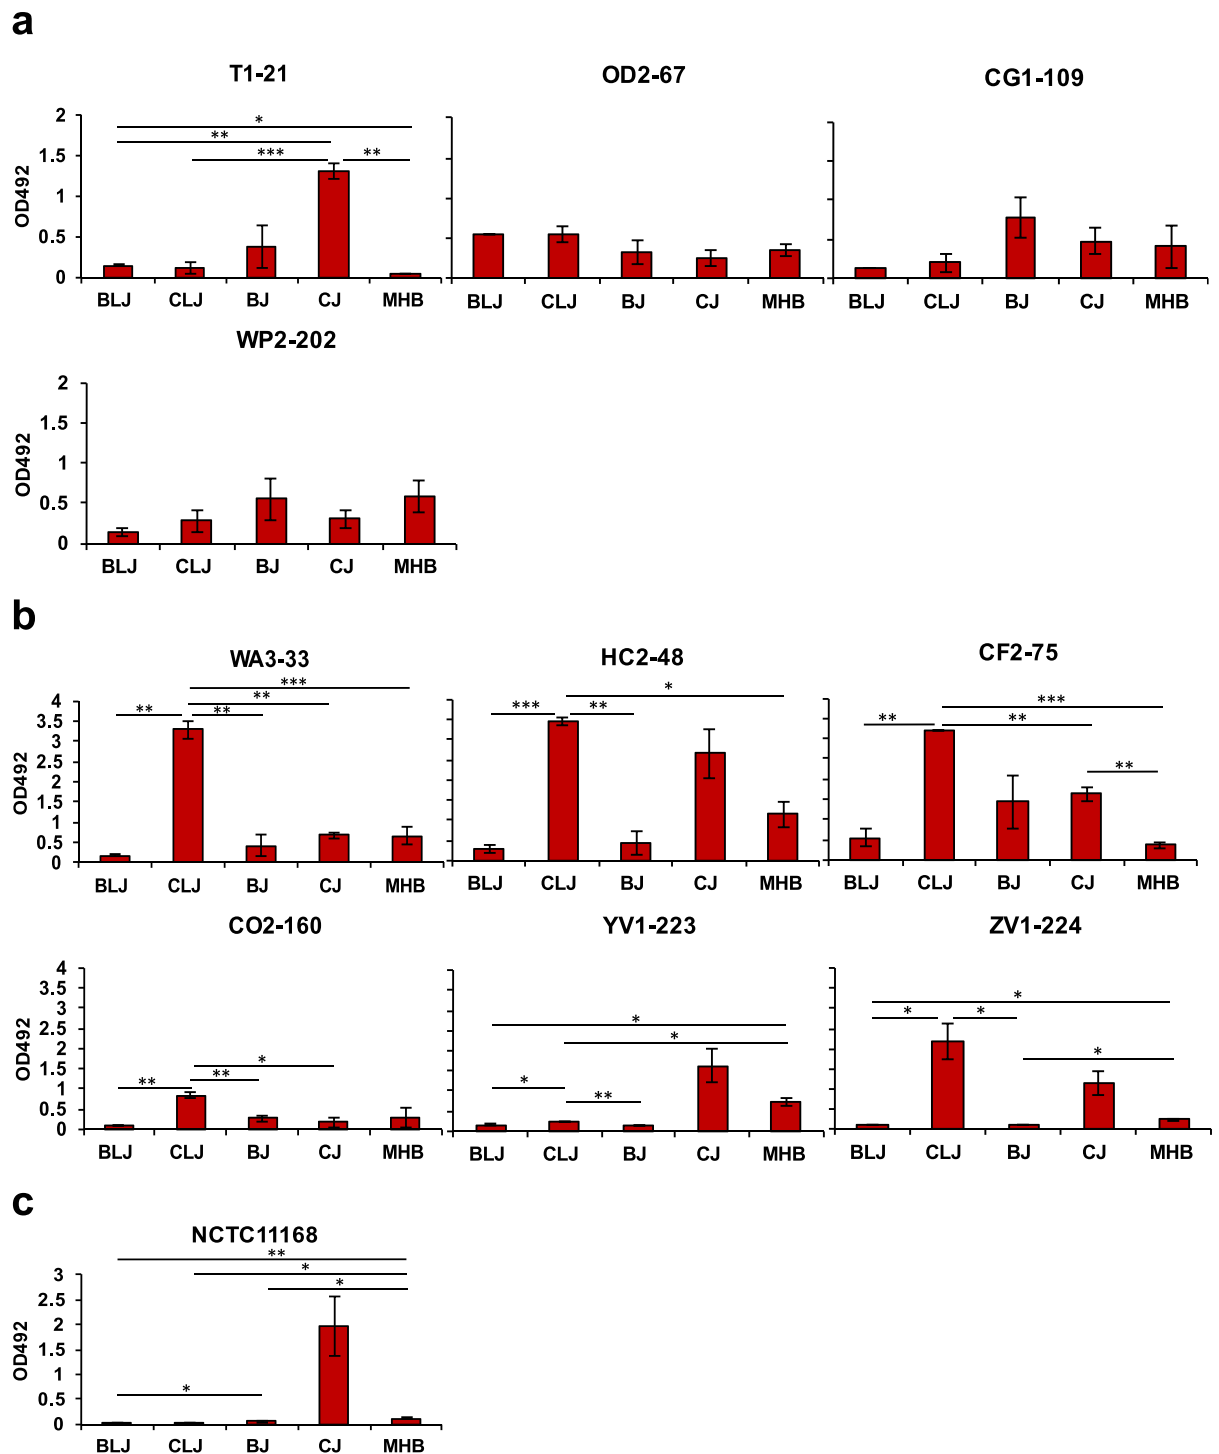 a
T1-21
OD2-67
CG1-109
OD492
2
1.5
1
0.5
0
*
**
*** **
BLJ CLJ BJ CJ MHB
BLJ CLJ BJ CJ MHB
BLJ CLJ BJ CJ MHB
WP2-202
OD492
2
1.5
1
0.5
0
BLJ CLJ BJ CJ MHB
b
WA3-33
HC2-48
CF2-75
OD492
4
3.5
3
2.5
2
1.5
1
0.5
0
***
**
** **
BLJ CLJ BJ CJ MHB
*
*** **
BLJ CLJ BJ CJ MHB
***
** **
**
BLJ CLJ BJ CJ MHB
CO2-160
YV1-223
ZV1-224
OD492
4
3.5
3
2.5
2
1.5
1
0.5
0
*
** **
BLJ CLJ BJ CJ MHB
*
*
*
**
BLJ CLJ BJ CJ MHB
*
* *
*
BLJ CLJ BJ CJ MHB
c
NCTC11168
OD492
3
2.5
2
1.5
1
0.5
0
**
*
*
*
BLJ CLJ BJ CJ MHB